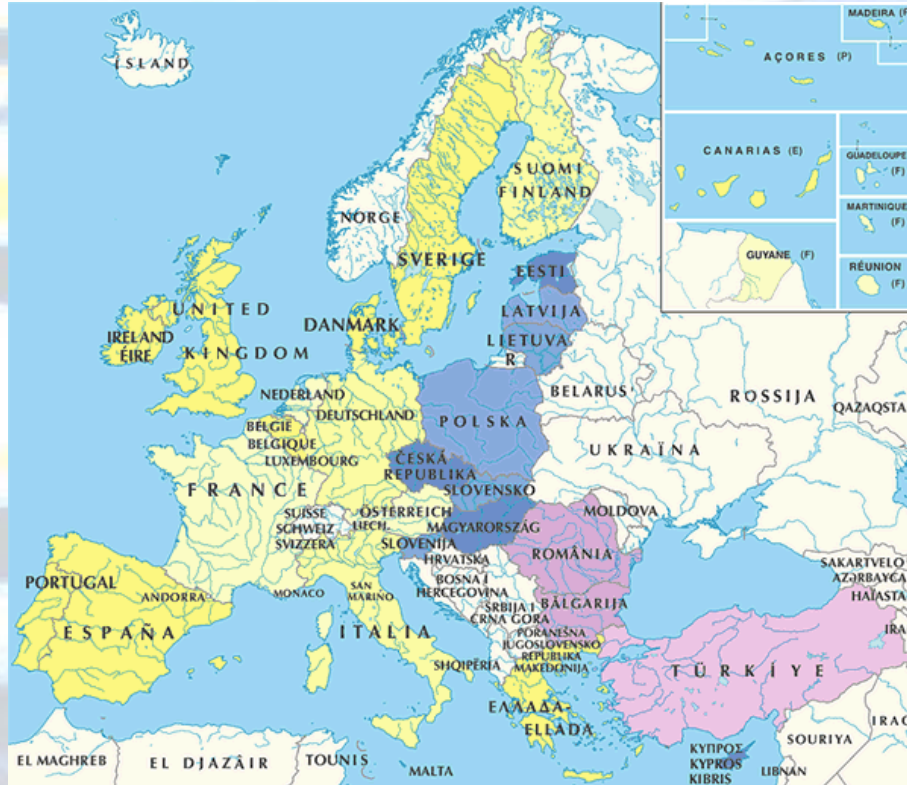 ÍSLAND
MADEIRA (P
AÇORES (P)
CANARIAS (E)
GUADELOUPE
(F)
MARTINIQUE
(F)
GUYANE (F)
RÉUNION
(F)
SUOMI
FINLAND
NORGE
SVERIGE
EESTI
LATVIJA
LIETUVA
R
UNITED
KINGDOM
IRELAND
ÉIRE
DANMARK
NEDERLAND
DEUTSCHLAND
BELGIË
BELGIQUE
LUXEMBOURG
POLSKA
BELARUS'
ROSSIJA
QAZAQSTA
UKRAÏNA
ČESKÁ
REPUBLIKA
SLOVENSKO
FRANCE
SUISSE
SCHWEIZ
SVIZZERA
ÖSTERREICH
LIECH.
MAGYARORSZÁG
SLOVENIJA
HRVATSKA
MOLDOVA
ROMÂNIA
BOSNA I
HERCEGOVINA
SRBIJA I
CRNA GORA
BĂLGARIJA
PORANEŠNA
JUGOSLOVENSKO
REPUBLIKA
MAKEDONIJA
SHQIPËRIA
SAKARTVELO
AZƏRBAYCA
HAÏASTA
IRA
PORTUGAL
ESPAÑA
ANDORRA
MONACO
SAN
MARINO
ITALIA
ΕΛΛΑΔΑ-
ELLADA
TÜRKİYE
ΚΥΠΡΟΣ
KYPROS
KIBRIS
SOURIYA
IRAQ
LIBNAN
EL MAGHREB
EL DJAZÂIR
TOUNIS
MALTA